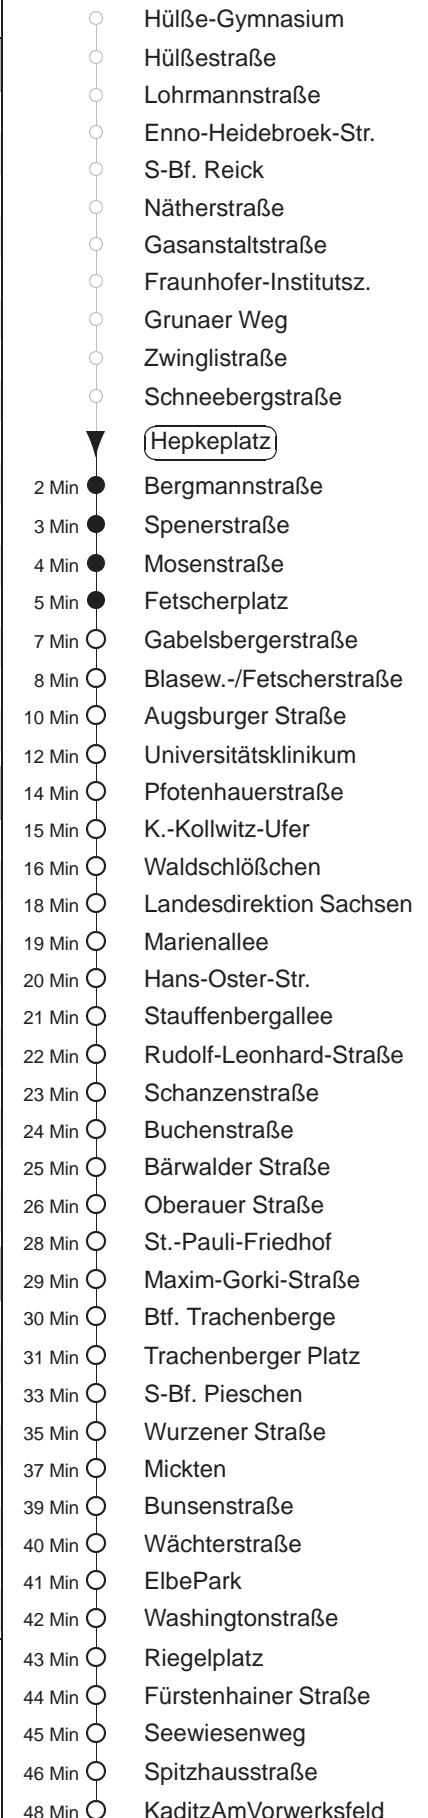 Hülße-Gymnasium
Hülßestraße
Lohrmannstraße
Enno-Heidebroek-Str.
S-Bf. Reick
Nätherstraße
Gasanstaltstraße
Fraunhofer-Institutsz.
Grunaer Weg
Zwinglistraße
Schneebergstraße
Hepkeplatz
2 Min Bergmannstraße
3 Min Spenerstraße
4 Min Mosenstraße
5 Min Fetscherplatz
7 Min Gabelsbergerstraße
8 Min Blasew.-/Fetscherstraße
10 Min Augsburger Straße
12 Min Universitätsklinikum
14 Min Pfotenhauerstraße
15 Min K.-Kollwitz-Ufer
16 Min Waldschlößchen
18 Min Landesdirektion Sachsen
19 Min Marienallee
20 Min Hans-Oster-Str.
21 Min Stauffenbergallee
22 Min Rudolf-Leonhard-Straße
23 Min Schanzenstraße
24 Min Buchenstraße
25 Min Bärwalder Straße
26 Min Oberauer Straße
28 Min St.-Pauli-Friedhof
29 Min Maxim-Gorki-Straße
30 Min Btf. Trachenberge
31 Min Trachenberger Platz
33 Min S-Bf. Pieschen
35 Min Wurzener Straße
37 Min Mickten
39 Min Bunsenstraße
40 Min Wächterstraße
41 Min ElbePark
42 Min Washingtonstraße
43 Min Riegelplatz
44 Min Fürstenhainer Straße
45 Min Seewiesenweg
46 Min Spitzhausstraße
48 Min KaditzAmVorwerksfeld